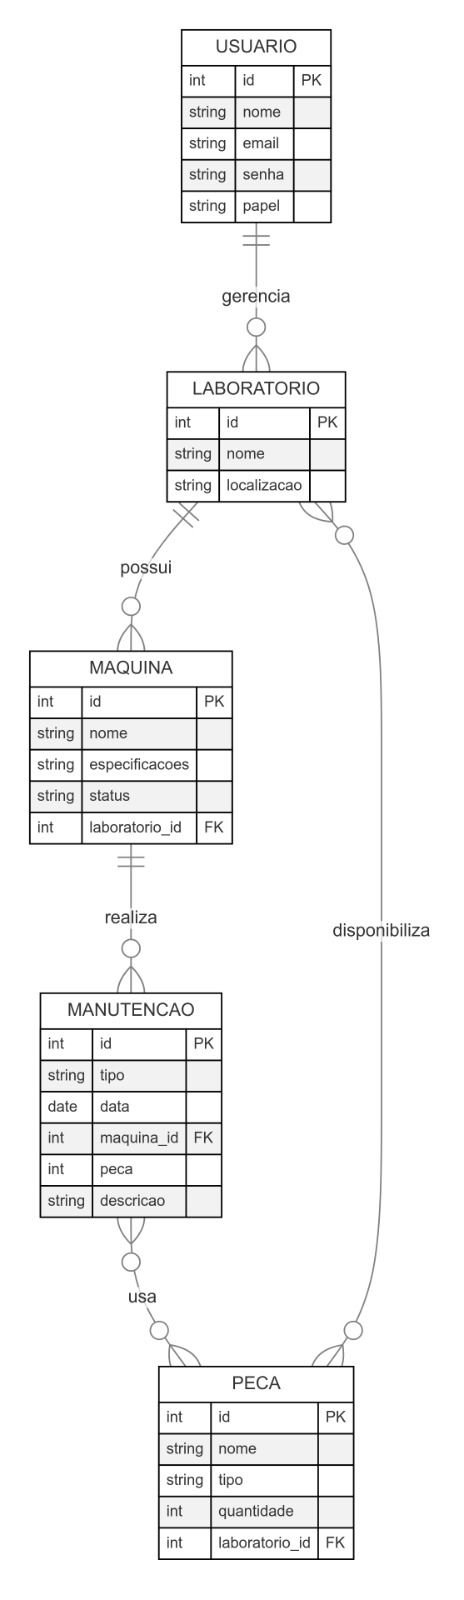 USUARIO
int id PK
string nome
string email
string senha
string papel
gerencia
LABORATORIO
int id PK
string nome
string localizacao
possui
MAQUINA
int id PK
string nome
string especificacoes
string status
int laboratorio_id FK
realiza
disponibiliza
MANUTENCAO
int id PK
string tipo
date data
int maquina_id FK
int peca
string descricao
usa
PECA
int id PK
string nome
string tipo
int quantidade
int laboratorio_id FK